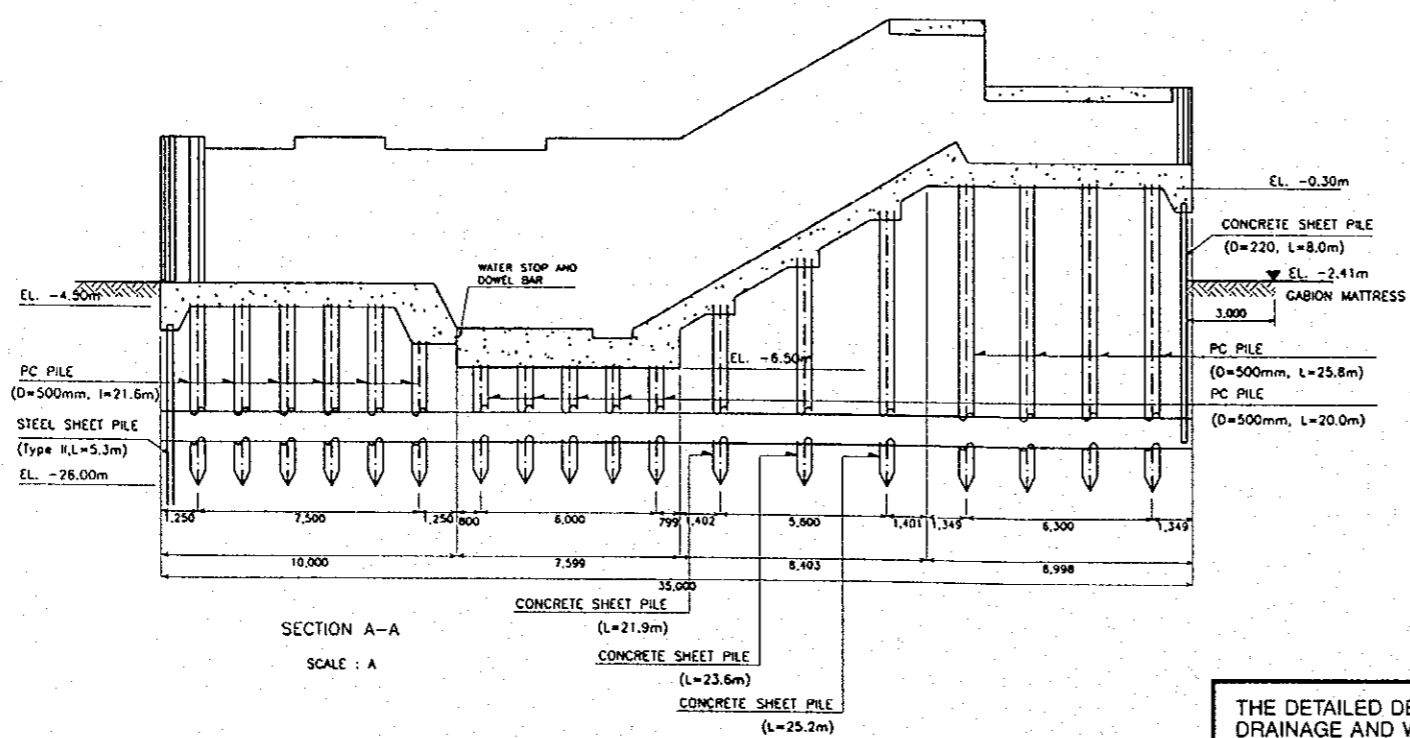 EL. -0.30m
CONCRETE SHEET PILE
(D=220, L=8.0m)
EL. -2.41m
GABION MATTRESS
3,000
WATER STOP AND
DOWEL BAR
EL. -4.50m
EL. -6.50m
PC PILE
(D=500mm, l=21.6m)
STEEL SHEET PILE
(Type II,L=5.3m)
EL. -26.00m
PC PILE
(D=500mm, L=25.8m)
PC PILE
(D=500mm, L=20.0m)
1,250 7,500 1,250 800 6,000 799 1,402 5,600 1,401 1,349 6,300 1,349
10,000 7,599 8,403 8,998
35,000
CONCRETE SHEET PILE
(L=21.9m)
CONCRETE SHEET PILE
(L=23.6m)
CONCRETE SHEET PILE
(L=25.2m)
SECTION A-A
SCALE : A
THE DETAILED DE
DRAINAGE AND W